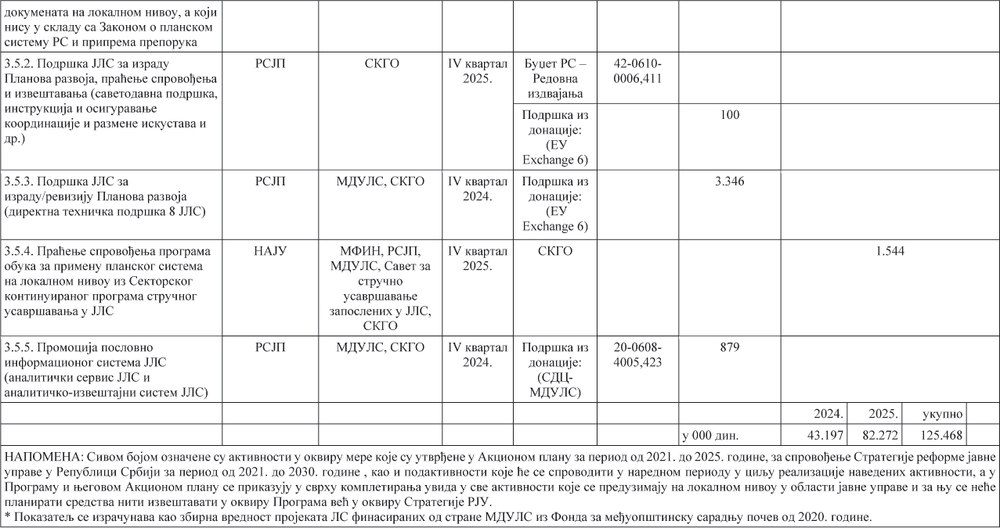 докумената на локалном нивоу, а који
нису у складу са Законом о планском
систему РС и припрема препорука
3.5.2. Подршка ЈЛС за израду
Планова развоја, праћење спровођења
и извештавања (саветодавна подршка,
инструкција и осигуравање
координације и размене искустава и
др.)
РСЈП
СКГО
IV квартал
2025.
Буџет РС –
Редовна
издвајања
42-0610-
0006,411
Подршка из
донације:
(ЕУ
Exchange 6)
100
3.5.3. Подршка ЈЛС за
израду/ревизију Планова развоја
(директна техничка подршка 8 ЈЛС)
РСЈП
МДУЛС, СКГО
IV квартал
2024.
Подршка из
донације:
(ЕУ
Exchange 6)
3.346
3.5.4. Праћење спровођења програма
обука за примену планског система
на локалном нивоу из Секторског
континуираног програма стручног
усавршавања у ЈЛС
НАЈУ
МФИН, РСЈП,
МДУЛС, Савет за
стручно
усавршавање
запослених у ЈЛС,
СКГО
IV квартал
2025.
СКГО
1.544
3.5.5. Промоција пословно
информационог система ЈЛС
(аналитички сервис ЈЛС и
аналитичко-извештајни систем ЈЛС)
РСЈП
МДУЛС, СКГО
IV квартал
2024.
Подршка из
донације:
(СДЦ-
МДУЛС)
20-0608-
4005,423
879
2024. 2025. укупно
у 000 дин. 43.197 82.272 125.468
НАПОМЕНА: Сивом бојом означене су активности у оквиру мере које су утврђене у Акционом плану за период од 2021. до 2025. године, за спровођење Стратегије реформе јавне
управе у Републици Србији за период од 2021. до 2030. године , као и подактивности које ће се спроводити у наредном периоду у циљу реализације наведених активности, а у
Програму и његовом Акционом плану се приказују у сврху комплетирања увида у све активности које се предузимају на локалном нивоу у области јавне управе и за њу се неће
планирати средства нити извештавати у оквиру Програма већ у оквиру Стратегије РЈУ.
* Показатељ се израчунава као збирна вредност пројеката ЛС финасираних од стране МДУЛС из Фонда за међуопштинску сарадњу почев од 2020. године.